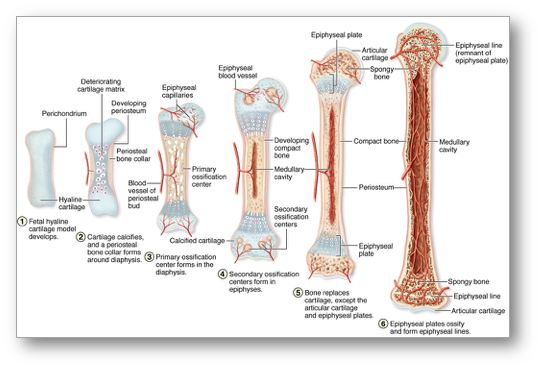 Perichondrium
Hyaline
cartilage
1 Fetal hyaline
cartilage model
develops.
Deteriorating
cartilage matrix
Developing
periosteum
Periosteal
bone collar
Blood
vessel of
periosteal
bud
2 Cartilage calcifies,
and a periosteal
bone collar forms
around diaphysis.
Epiphyseal
capillaries
Primary
ossification
center
3 Primary ossification
center forms in the
diaphysis.
Epiphyseal
blood vessel
Developing
compact
bone
Medullary
cavity
Secondary
ossification
centers
Calcified cartilage
4 Secondary ossification
centers form in
epiphyses.
Epiphyseal plate
Articular
cartilage
Spongy
bone
Compact bone
Periosteum
Epiphyseal
plate
5 Bone replaces
cartilage, except the
articular cartilage
and epiphyseal plates.
Epiphyseal line
(remnant of
epiphyseal plate)
Medullary
cavity
Spongy bone
Epiphyseal line
Articular cartilage
6 Epiphyseal plates ossify
and form epiphyseal lines.